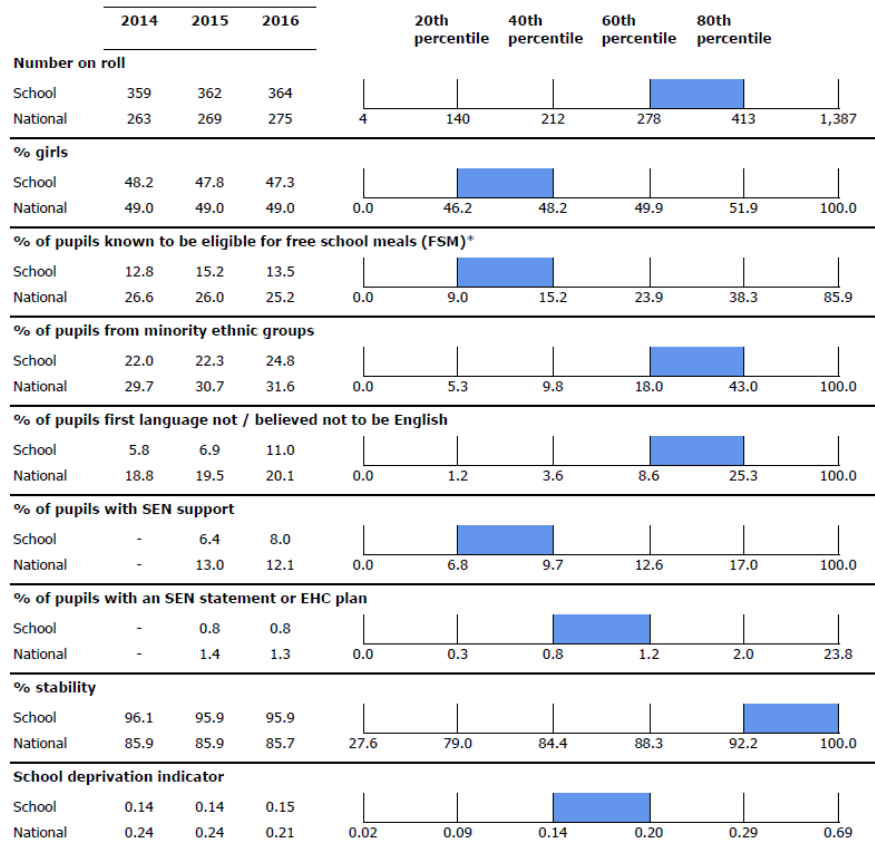 2014 2015 2016 20th percentile 40th percentile 60th percentile 80th percentile
Number on roll
School 359 362 364
National 263 269 275 4 140 212 278 413 1,387
% girls
School 48.2 47.8 47.3
National 49.0 49.0 49.0 0.0 46.2 48.2 49.9 51.9 100.0
% of pupils known to be eligible for free school meals (FSM)*
School 12.8 15.2 13.5
National 26.6 26.0 25.2 0.0 9.0 15.2 23.9 38.3 85.9
% of pupils from minority ethnic groups
School 22.0 22.3 24.8
National 29.7 30.7 31.6 0.0 5.3 9.8 18.0 43.0 100.0
% of pupils first language not / believed not to be English
School 5.8 6.9 11.0
National 18.8 19.5 20.1 0.0 1.2 3.6 8.6 25.3 100.0
% of pupils with SEN support
School - 6.4 8.0
National - 13.0 12.1 0.0 6.8 9.7 12.6 17.0 100.0
% of pupils with an SEN statement or EHC plan
School - 0.8 0.8
National - 1.4 1.3 0.0 0.3 0.8 1.2 2.0 23.8
% stability
School 96.1 95.9 95.9
National 85.9 85.9 85.7 27.6 79.0 84.4 88.3 92.2 100.0
School deprivation indicator
School 0.14 0.14 0.15
National 0.24 0.24 0.21 0.02 0.09 0.14 0.20 0.29 0.69